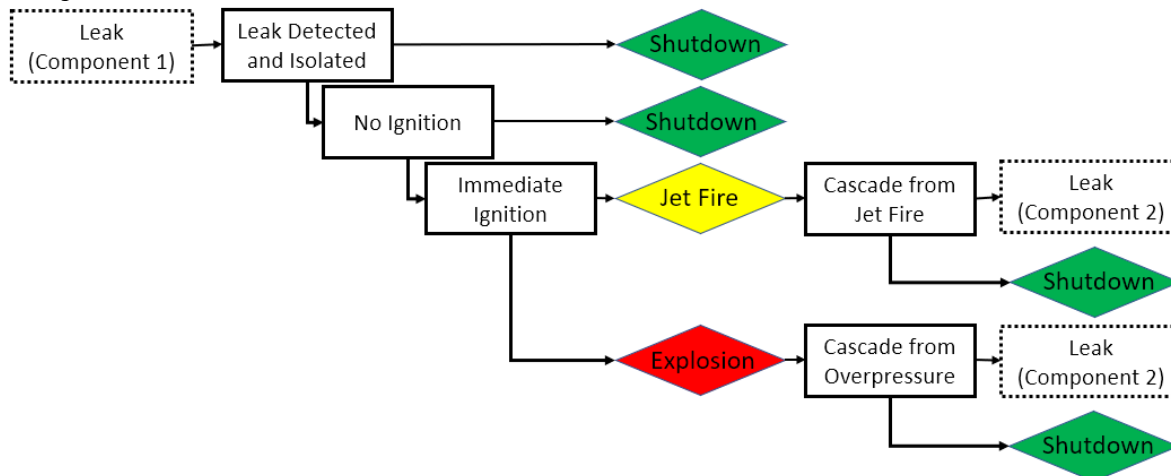 Leak
(Component 1)
Leak Detected
and Isolated
Shutdown
No Ignition
Shutdown
Immediate
Ignition
Jet Fire
Cascade from
Jet Fire
Leak
(Component 2)
Shutdown
Explosion
Cascade from
Overpressure
Leak
(Component 2)
Shutdown